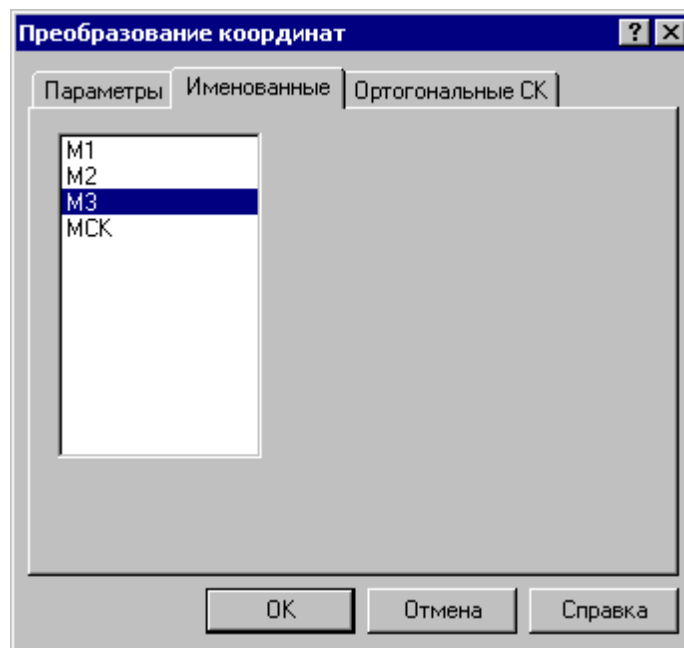 Преобразование координат
Параметры Именованные Ортогональные СК
М1
М2
М3
МСК
OK Отмена Справка